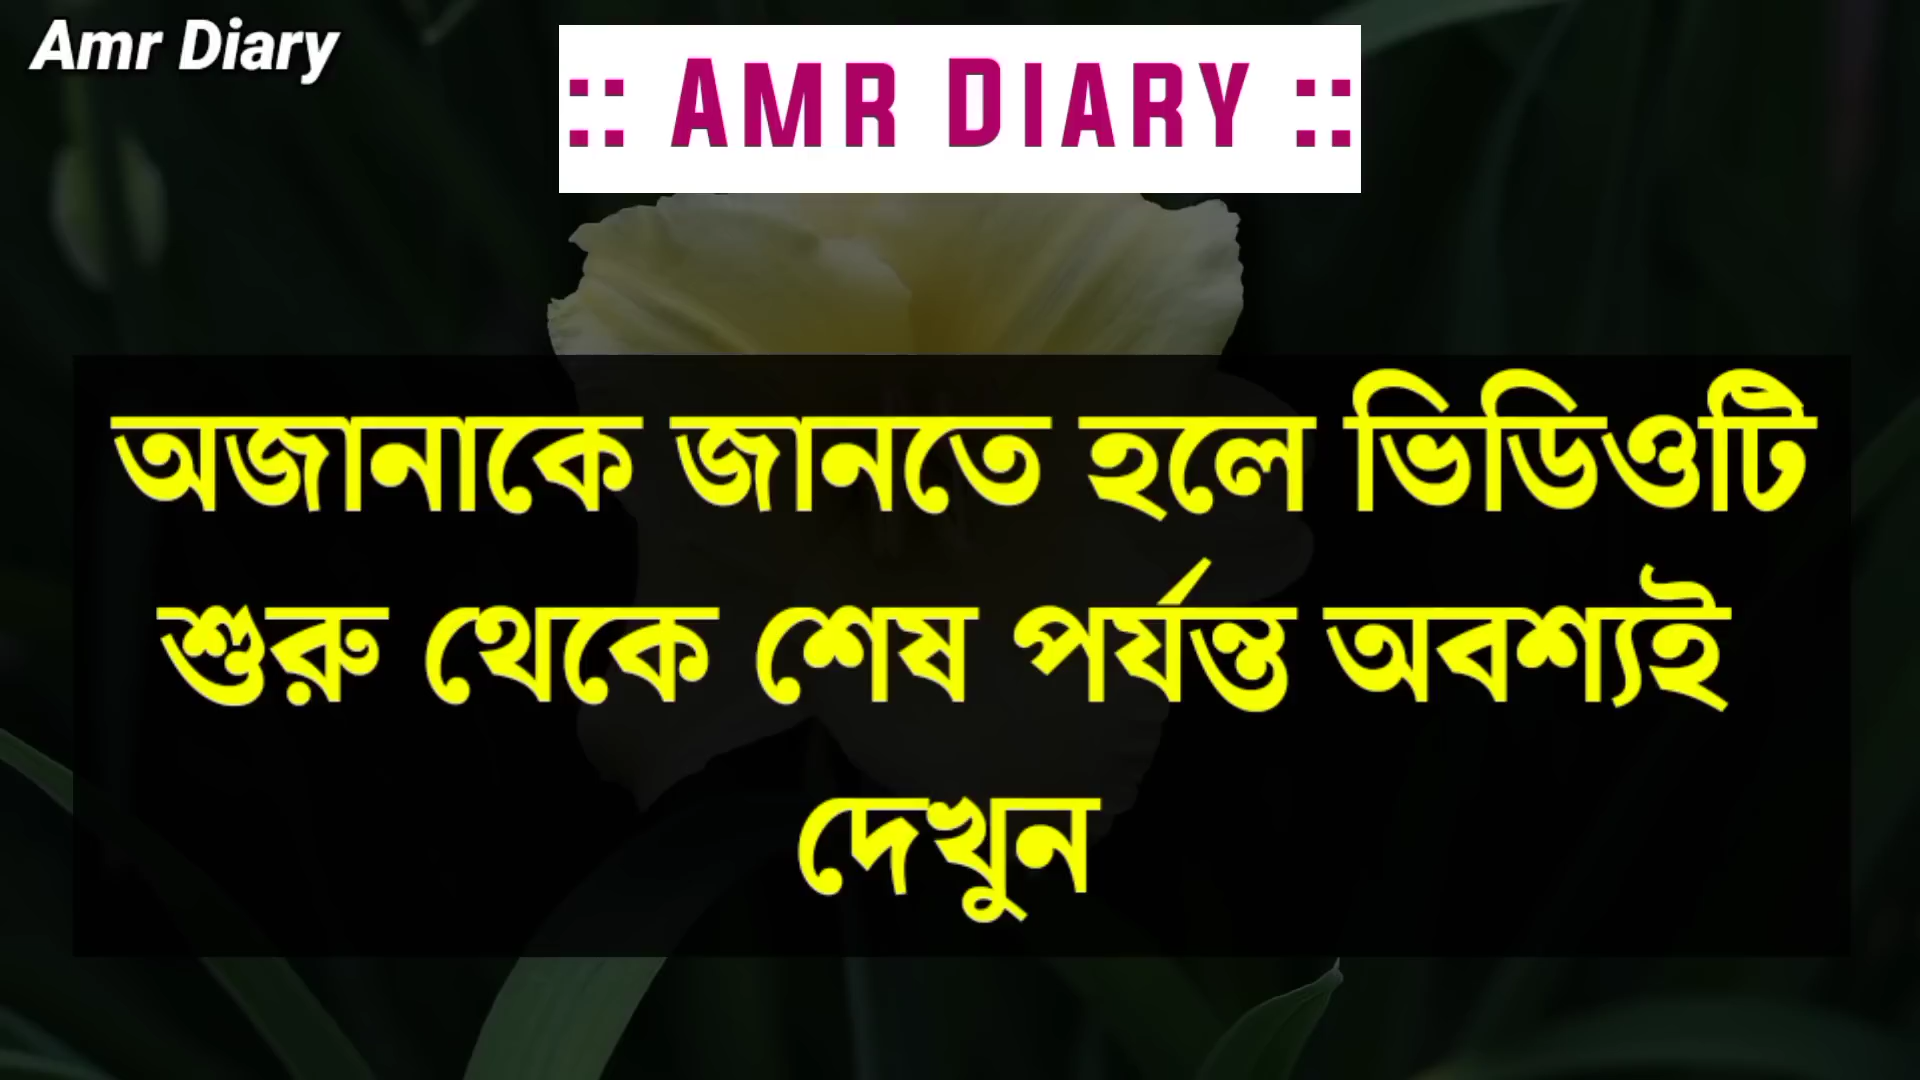 Amr Diary
:: AMR DIARY ::
অজানাকে জানতে হলে ভিডিওটি
শুরু থেকে শেষ পর্যন্ত অবশ্যই
দেখুন